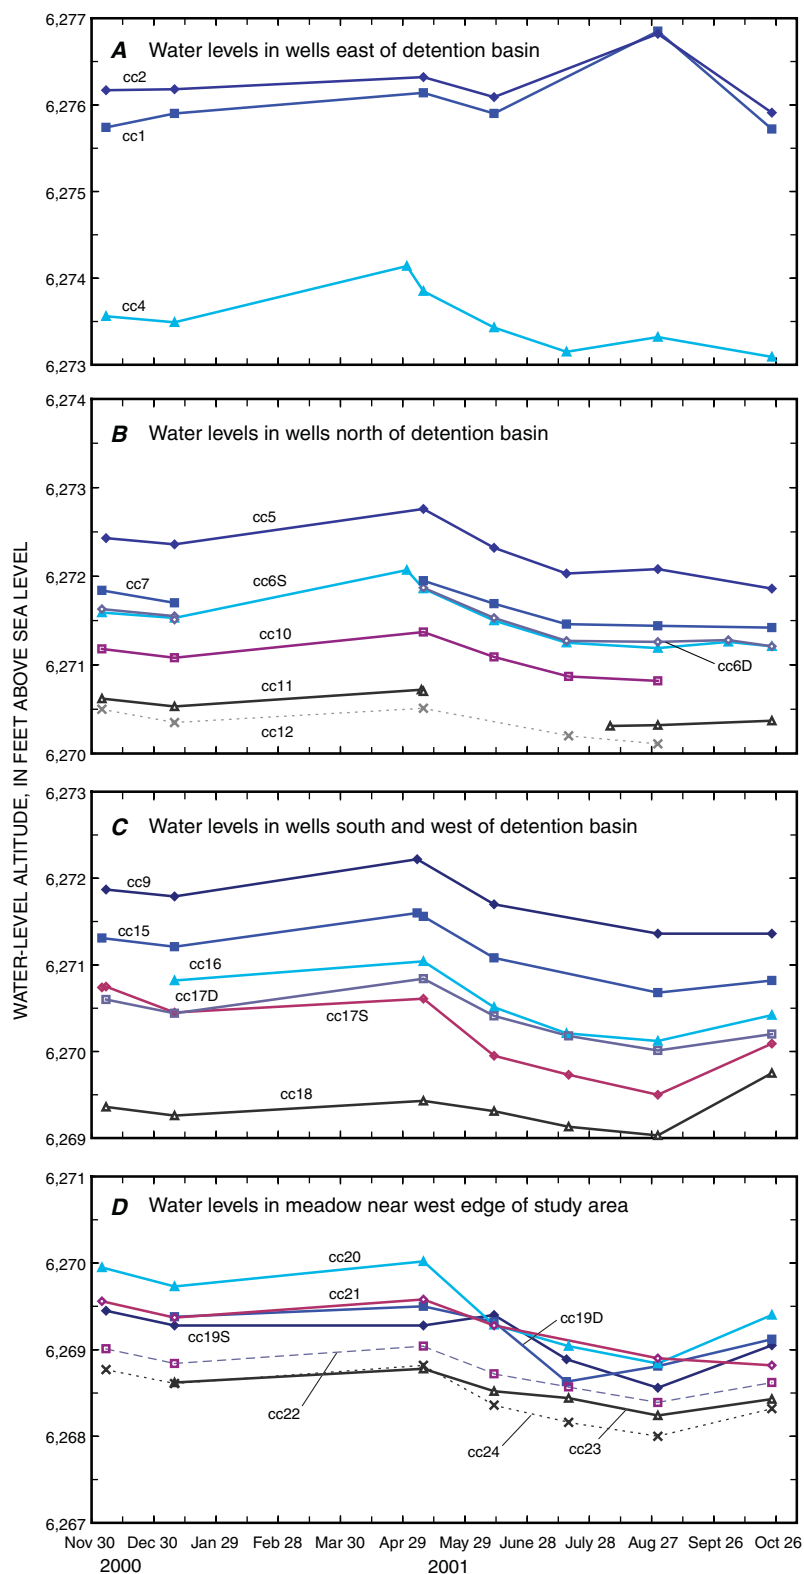 WATER-LEVEL ALTITUDE, IN FEET ABOVE SEA LEVEL
A Water levels in wells east of detention basin
6,277
6,276
6,275
6,274
6,273
cc2
cc1
cc4
B Water levels in wells north of detention basin
6,274
6,273
6,272
6,271
6,270
cc5
cc7
cc6S
cc10
cc6D
cc11
cc12
C Water levels in wells south and west of detention basin
6,273
6,272
6,271
6,270
6,269
cc9
cc15
cc16
cc17D
cc17S
cc18
D Water levels in meadow near west edge of study area
6,271
6,270
6,269
6,268
6,267
cc20
cc21
cc19D
cc19S
cc22
cc24
cc23
Nov 30 Dec 30 Jan 29 Feb 28 Mar 30 Apr 29 May 29 June 28 July 28 Aug 27 Sept 26 Oct 26
2000 2001